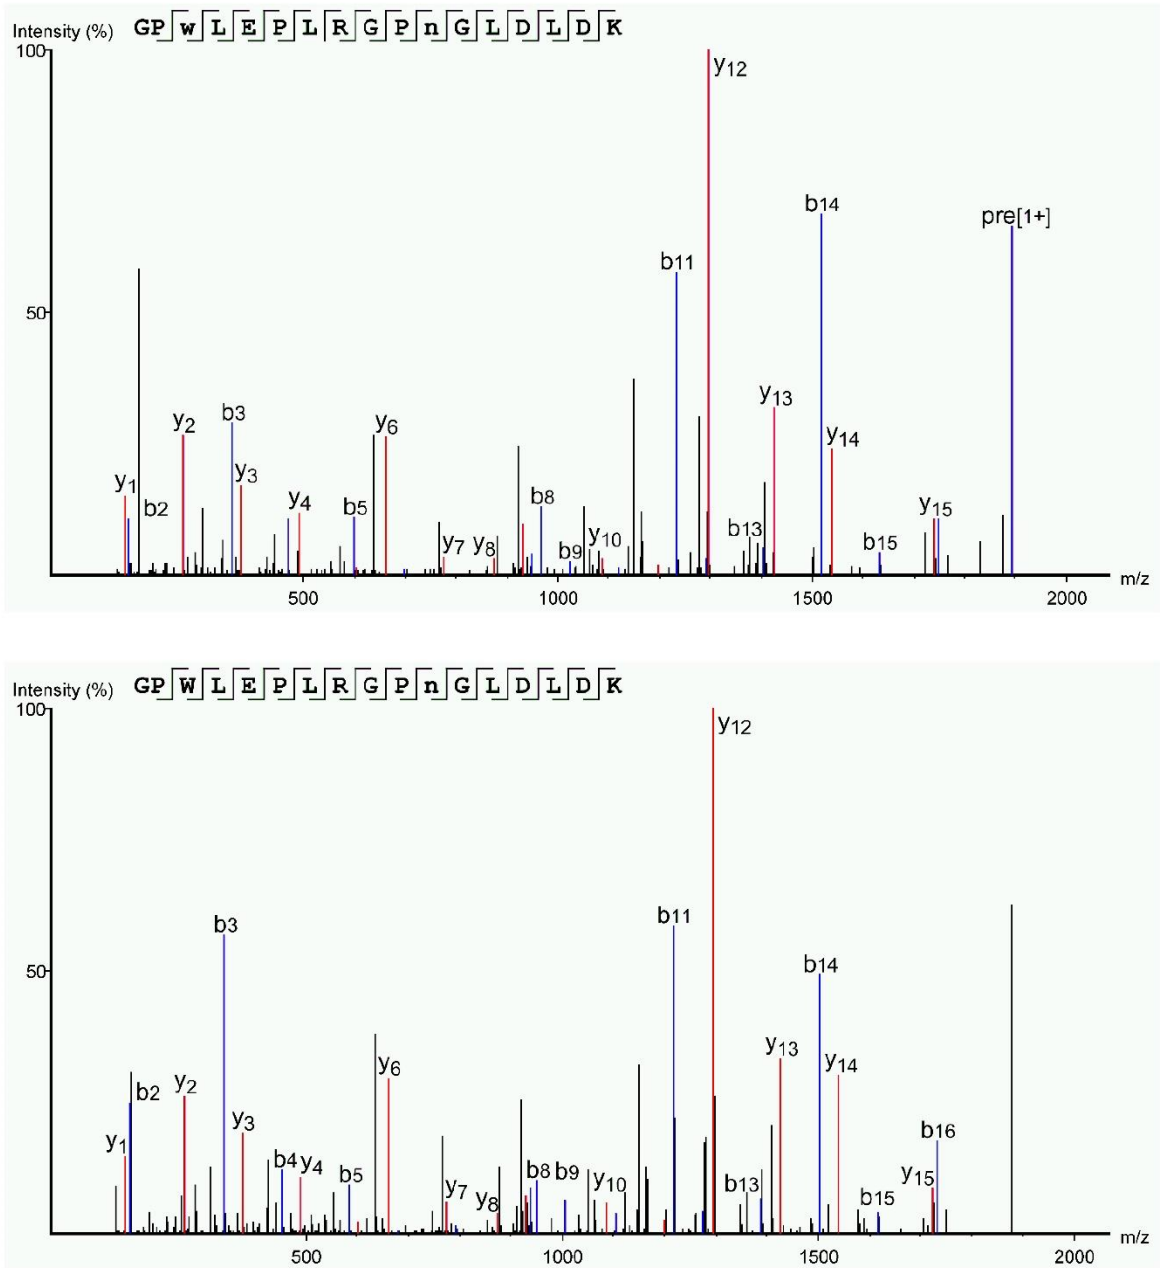 Intensity (%) GPwLEPLRGPnGLDLDK
100
y12
b14
pre[1+]
b11
50
b3
y2
y6
y13
y14
y3
y1
b2
y4
b5
b8
y15
y7
y8
b9
y10
b13
b15
500 1000 1500 2000 m/z
Intensity (%) GPWLEPLRGPnGLDLDK
100
y12
b3
b11
50
b14
y13
y14
y6
b2
y2
y3
y1
b16
b4
y4
b5
b8
b9
y7
y8
y10
b13
b15
y15
500 1000 1500 2000 m/z